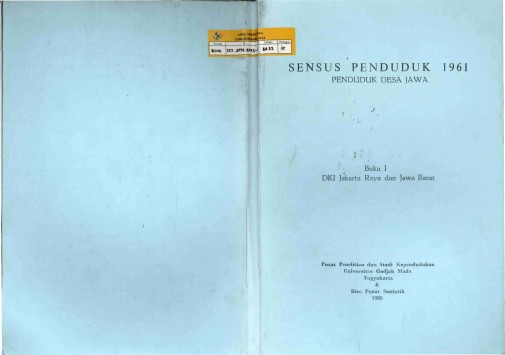 SENSUS PENDUDUK 1961
PENDUDUK DESA JAWA
Buku I
DKI Jakarta Raya dan Jawa Barat
Pusat Penelitian dan Studi Kependudukan
Universitas Gadjah Mada
Yogyakarta
&
Biro Pusat Statistik